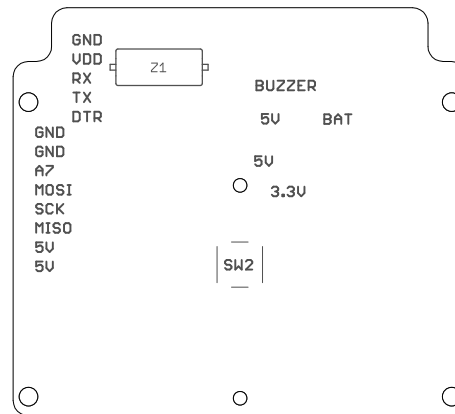 GND
VDD
RX
TX
DTR
Z1
BUZZER
5V BAT
GND
GND
A7
MOSI
SCK
MISO
5V
5V
5V
3.3V
SW2